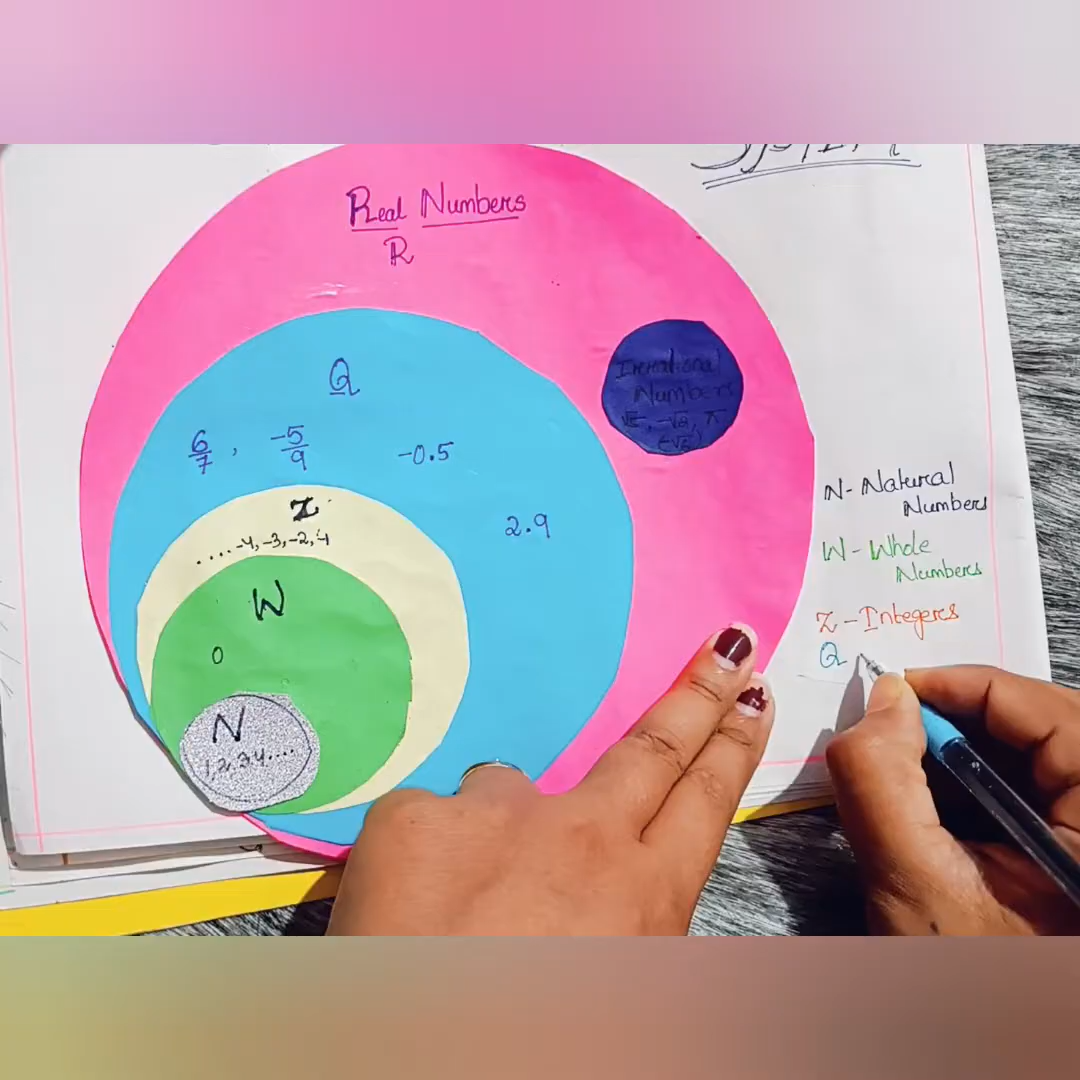 Real Numbers
R
Q
6/7, -5/9 -0.5
2.9
Z
....-4, -3, -2, -1
W
0
N
1,2,3,4....
Irrational
Numbers
N - Natural
Numbers
W - Whole
Numbers
Z - Integeres
Q